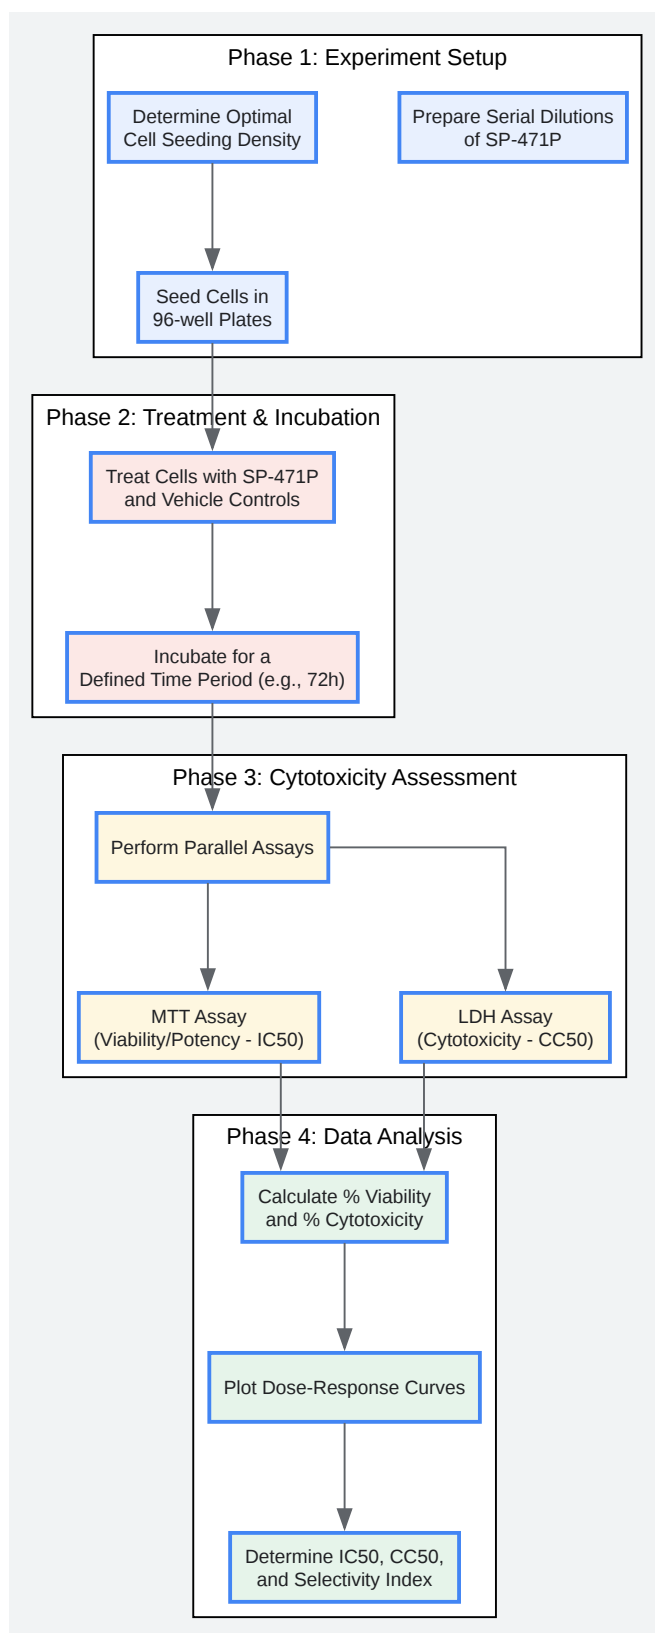 Phase 1: Experiment Setup
Determine Optimal
Cell Seeding Density
Prepare Serial Dilutions
of SP-471P
Seed Cells in
96-well Plates
Phase 2: Treatment & Incubation
Treat Cells with SP-471P
and Vehicle Controls
Incubate for a
Defined Time Period (e.g., 72h)
Phase 3: Cytotoxicity Assessment
Perform Parallel Assays
MTT Assay
(Viability/Potency - IC50)
LDH Assay
(Cytotoxicity - CC50)
Phase 4: Data Analysis
Calculate % Viability
and % Cytotoxicity
Plot Dose-Response Curves
Determine IC50, CC50,
and Selectivity Index